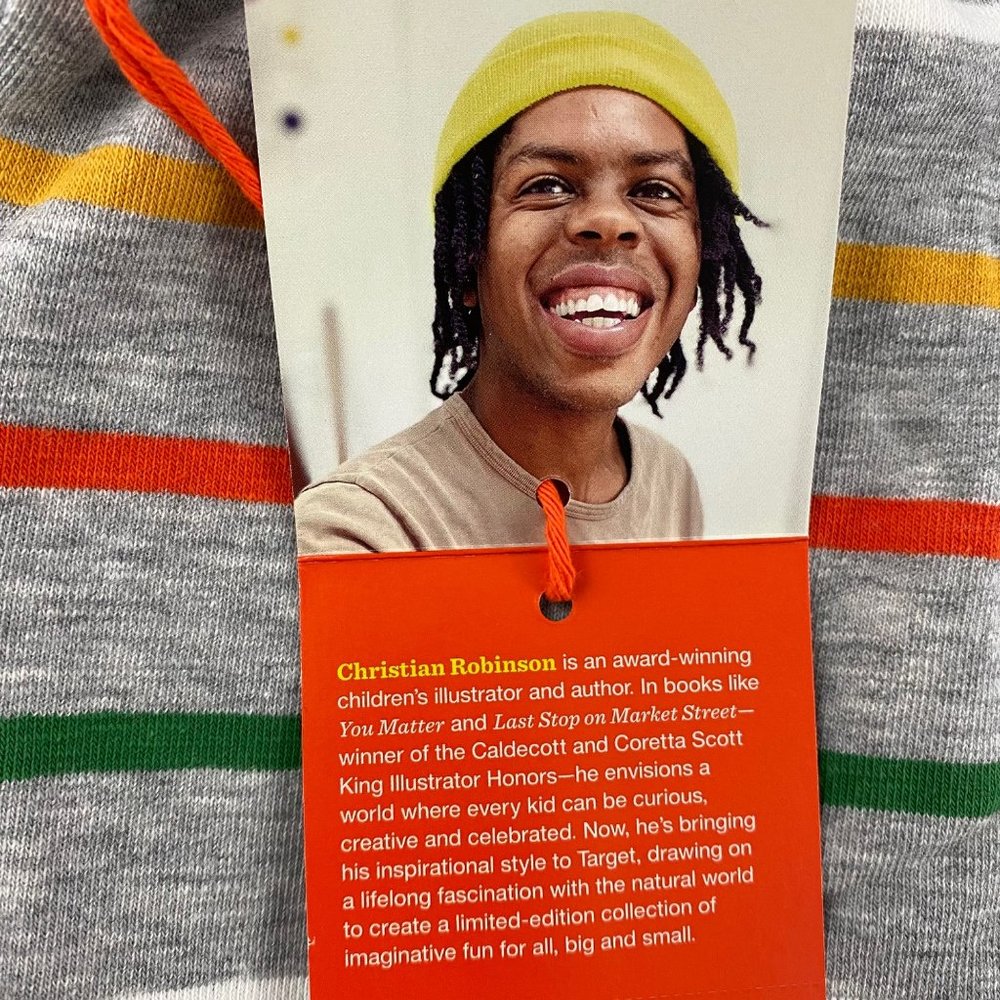 Christian Robinson is an award-winning
children's illustrator and author. In books like
You Matter and Last Stop on Market Street—
winner of the Caldecott and Coretta Scott
King Illustrator Honors—he envisions a
world where every kid can be curious,
creative and celebrated. Now, he's bringing
his inspirational style to Target, drawing on
a lifelong fascination with the natural world
to create a limited-edition collection of
imaginative fun for all, big and small.